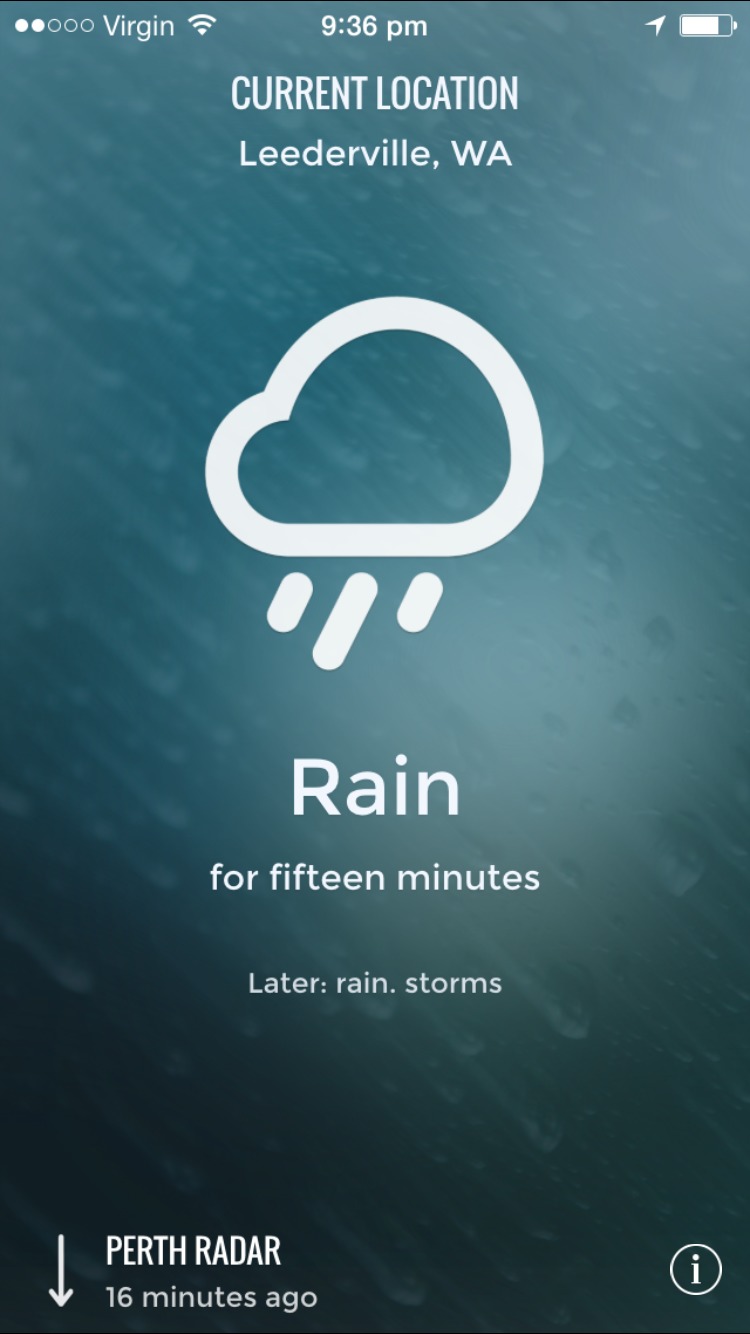 Virgin 9:36 pm
CURRENT LOCATION
Leederville, WA
Rain
for fifteen minutes
Later: rain. storms
PERTH RADAR
16 minutes ago
i